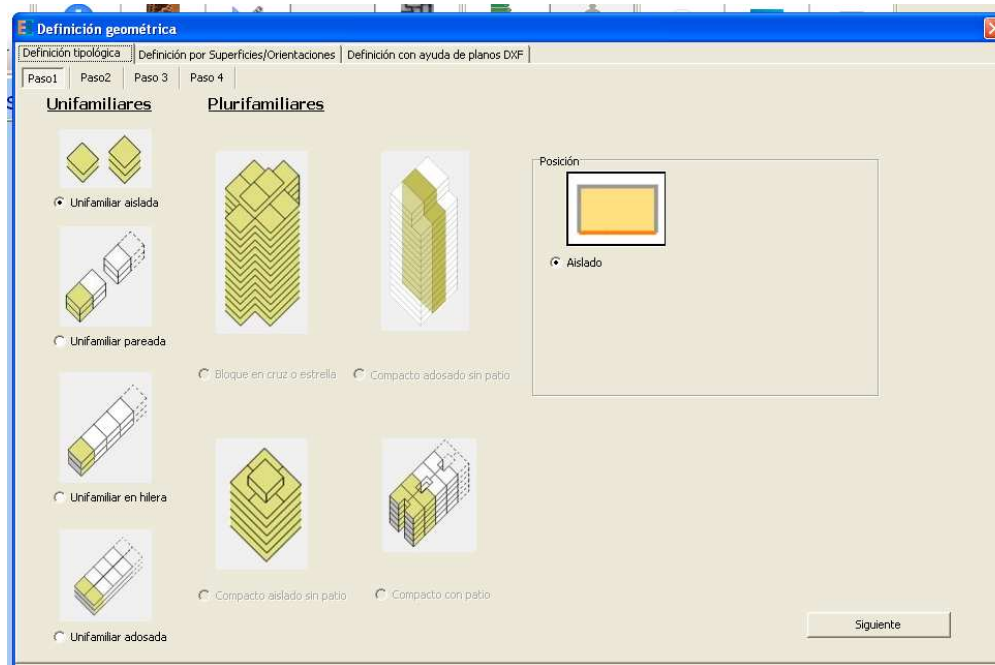 Definición geométrica
Definición tipológica Definición por Superficies/Orientaciones Definición con ayuda de planos DXF
Paso1 Paso2 Paso 3 Paso 4
Unifamiliares Plurifamiliares
Posición
Unifamiliar aislada
Aislado
Unifamiliar pareada
Bloque en cruz o estrella Compacto adosado sin patio
Unifamiliar en hilera
Compacto aislado sin patio Compacto con patio
Siguiente
Unifamiliar adosada